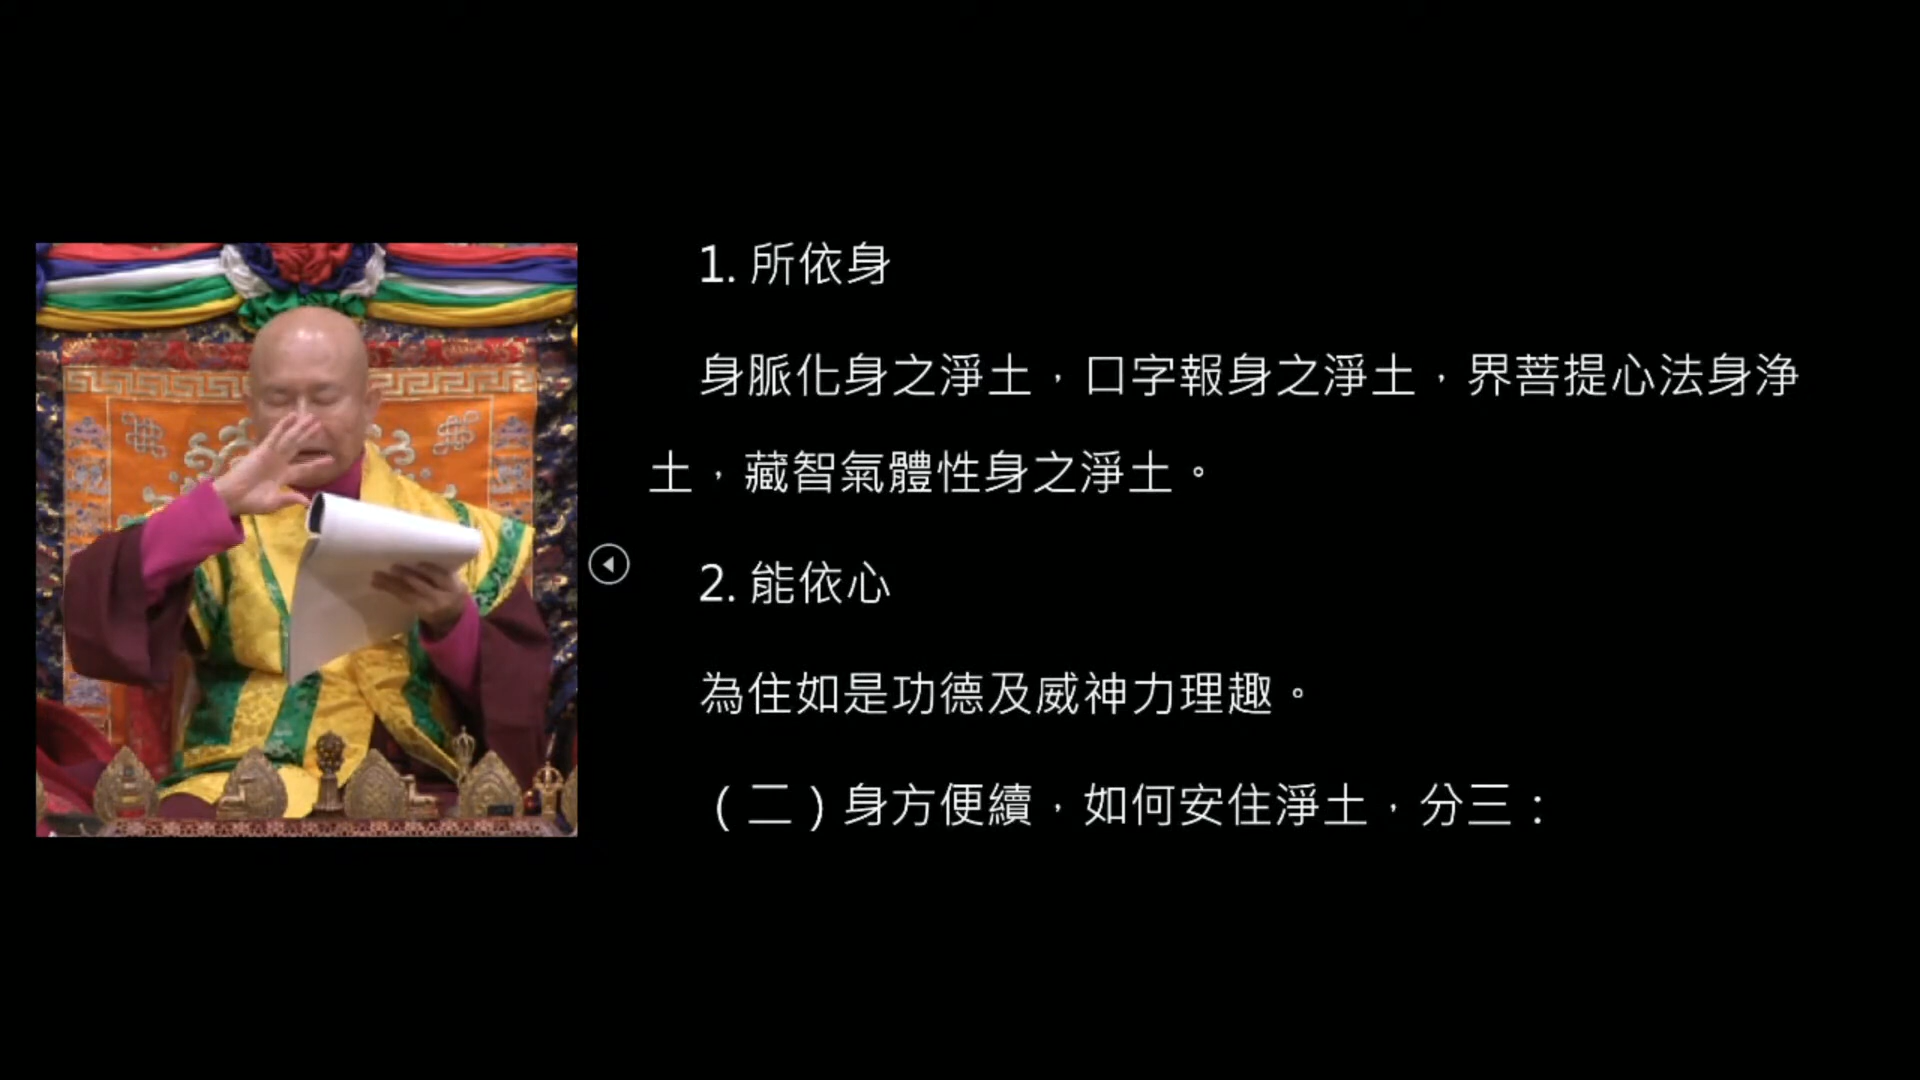 1. 所依身
身脈化身之淨土，口字報身之淨土，界菩提心法身浄
土，藏智氣體性身之淨土。
2. 能依心
為住如是功德及威神力理趣。
（二）身方便續，如何安住淨土，分三：